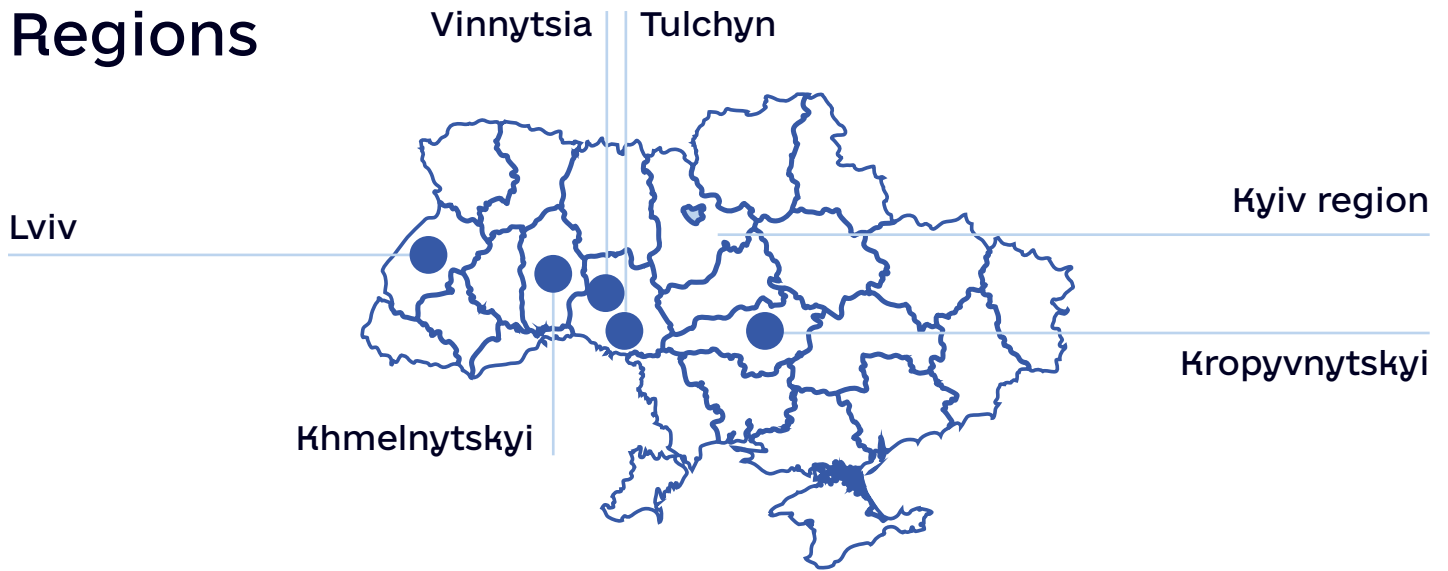 Regions
Vinnytsia
Tulchyn
Lviv
Kyiv region
Kropyvnytskyi
Khmelnytskyi